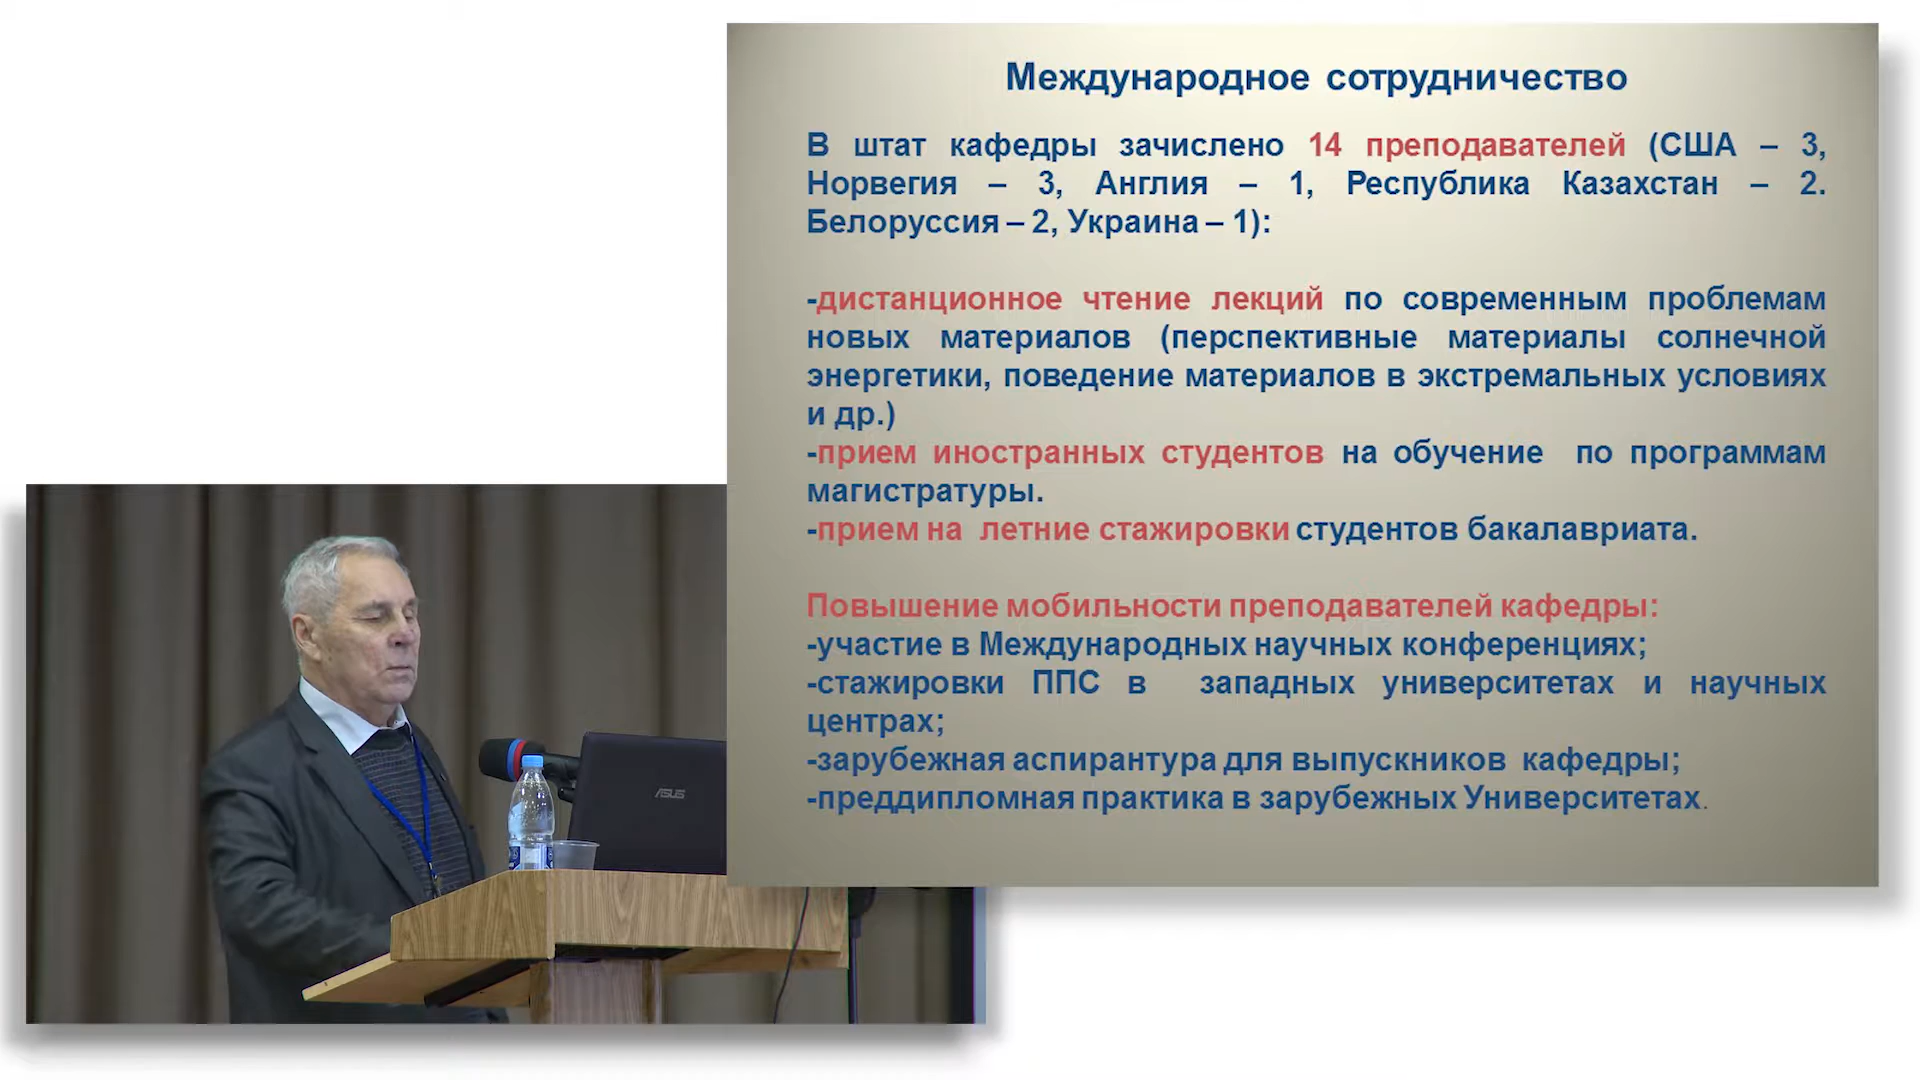 Международное сотрудничество
В штат кафедры зачислено 14 преподавателей (США – 3,
Норвегия – 3, Англия – 1, Республика Казахстан – 2.
Белоруссия – 2, Украина – 1):
-дистанционное чтение лекций по современным проблемам
новых материалов (перспективные материалы солнечной
энергетики, поведение материалов в экстремальных условиях
и др.)
-прием иностранных студентов на обучение по программам
магистратуры.
-прием на летние стажировки студентов бакалавриата.
Повышение мобильности преподавателей кафедры:
-участие в Международных научных конференциях;
-стажировки ППС в западных университетах и научных
центрах;
-зарубежная аспирантура для выпускников кафедры;
-преддипломная практика в зарубежных Университетах.
ASUS